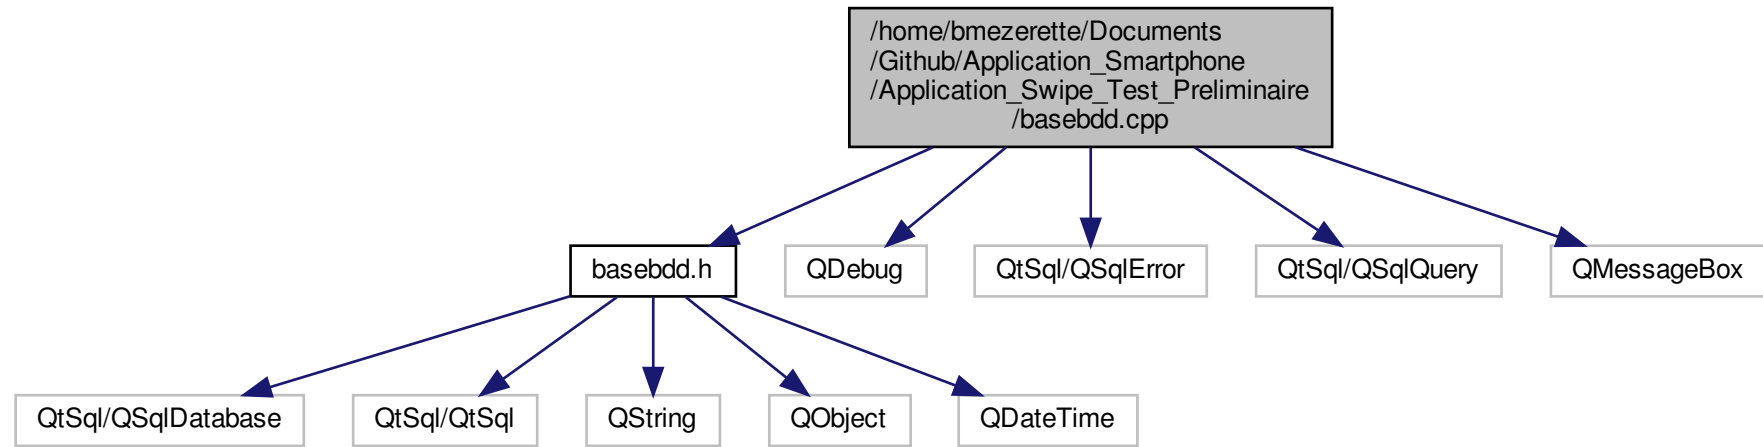 /home/bmezerette/Documents
/Github/Application_Smartphone
/Application_Swipe_Test_Preliminaire
/basebdd.cpp
basebdd.h
QDebug
QtSql/QSqlError
QtSql/QSqlQuery
QMessageBox
QtSql/QSqlDatabase
QtSql/QtSql
QString
QObject
QDateTime